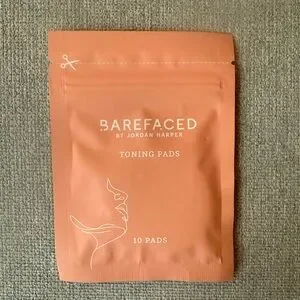 BAREFACED
BY JORDAN HARPER
TONING PADS
10 PADS